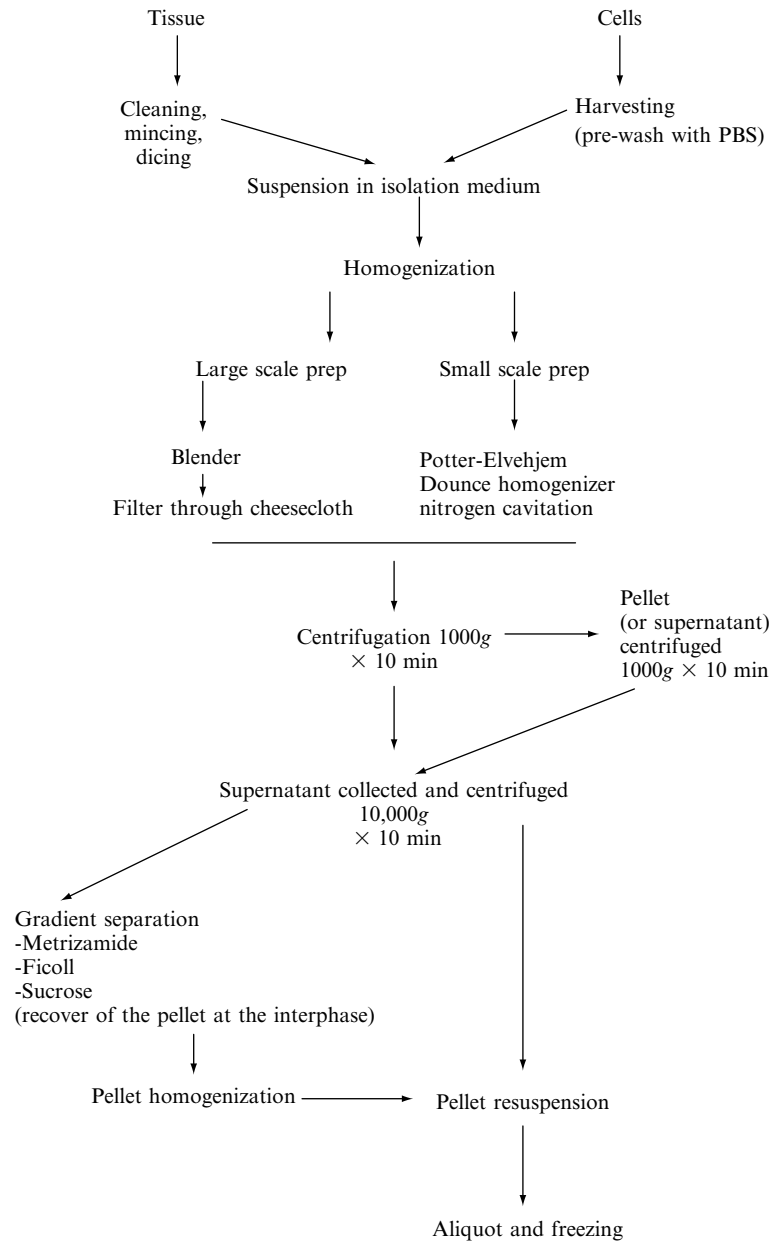 Tissue
Cells
Cleaning,
mincing,
dicing
Harvesting
(pre-wash with PBS)
Suspension in isolation medium
Homogenization
Large scale prep
Small scale prep
Blender
Filter through cheesecloth
Potter-Elvehjem
Dounce homogenizer
nitrogen cavitation
Centrifugation 1000g
× 10 min
Pellet
(or supernatant)
centrifuged
1000g × 10 min
Supernatant collected and centrifuged
10,000g
× 10 min
Gradient separation
-Metrizamide
-Ficoll
-Sucrose
(recover of the pellet at the interphase)
Pellet homogenization
Pellet resuspension
Aliquot and freezing